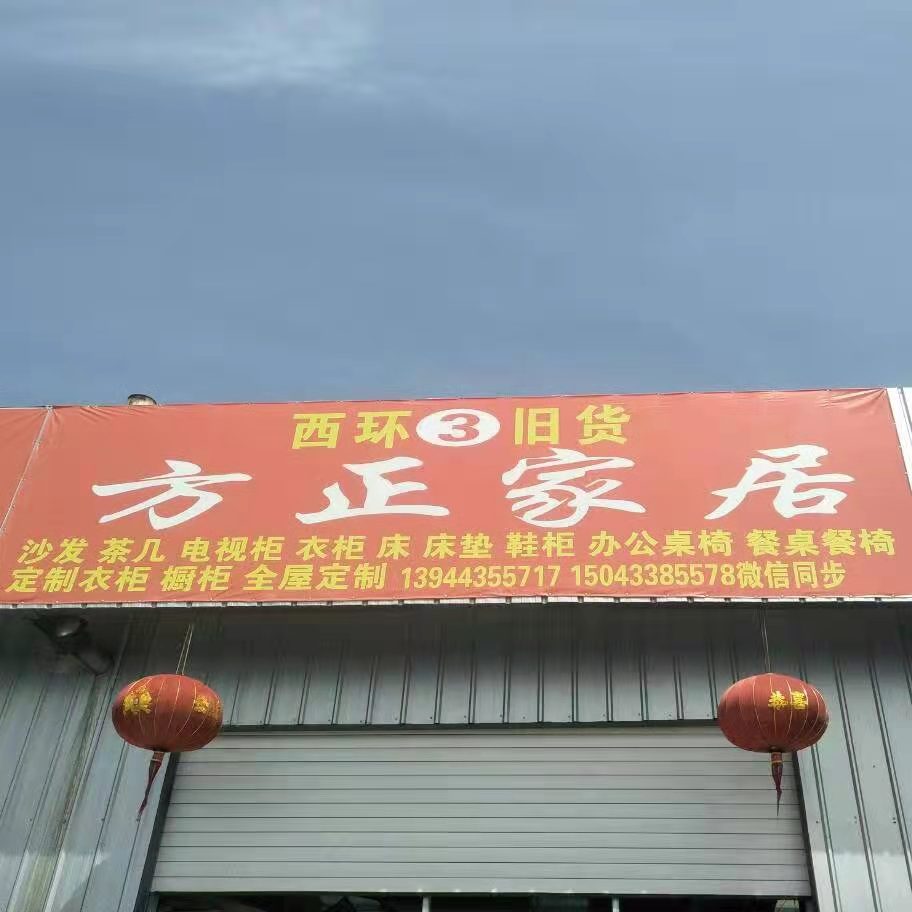 西环3旧货
方正家居
沙发 茶几 电视柜 衣柜 床 床垫 鞋柜 办公桌椅 餐桌餐椅
定制衣柜 橱柜 全屋定制 13944355717 15043385578微信同步
恭喜